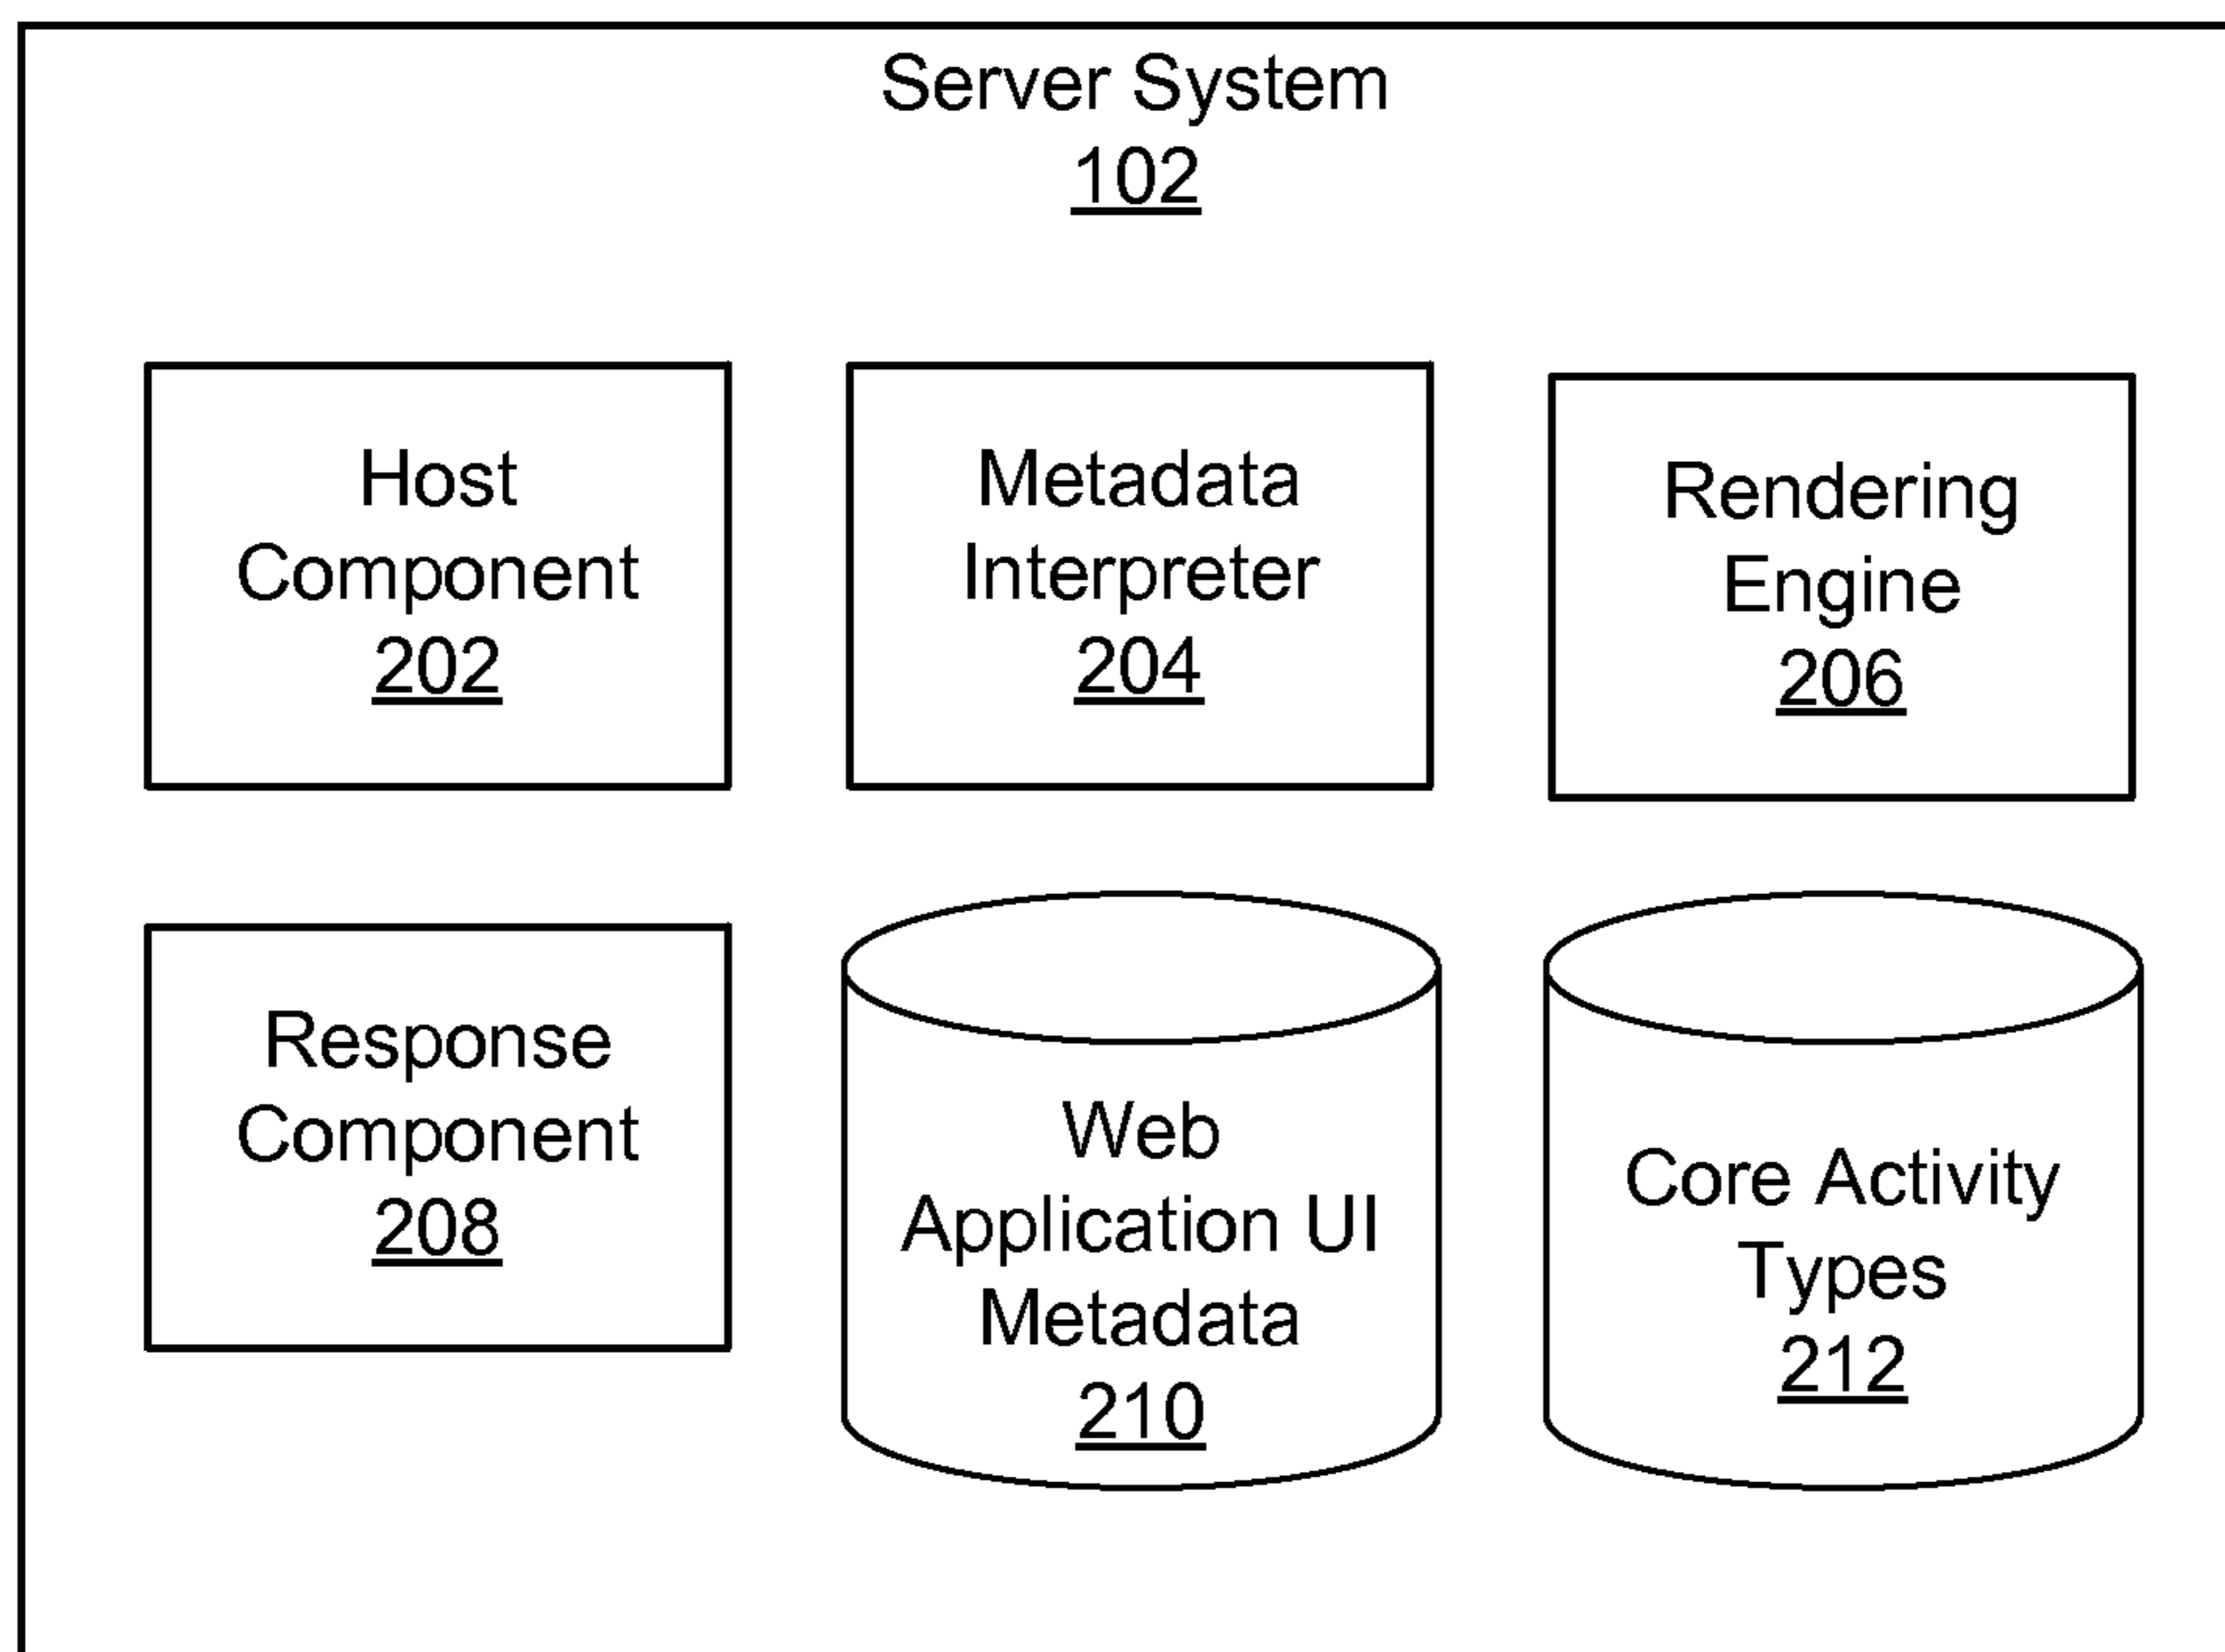 Server System
102
Host
Component
202
Metadata
Interpreter
204
Rendering
Engine
206
Response
Component
208
Web
Application UI
Metadata
210
Core Activity
Types
212